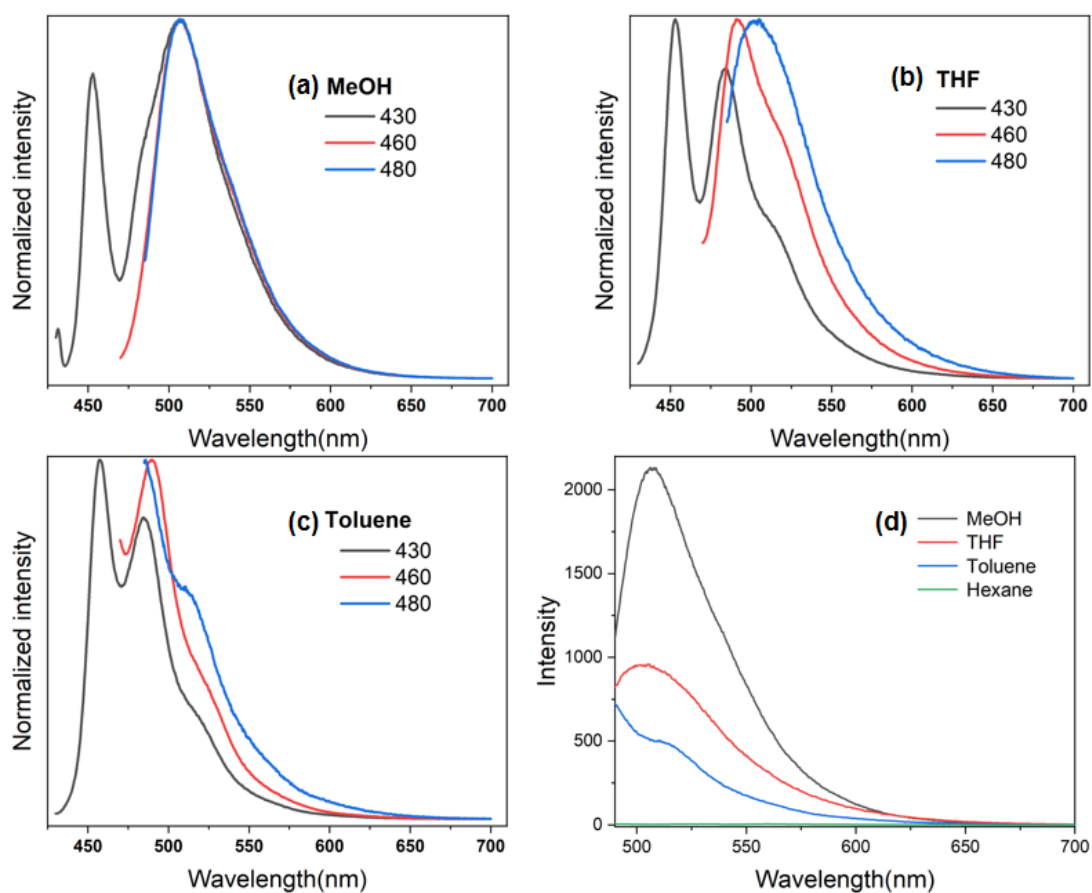 (a) MeOH
430
460
480
Normalized intensity
450 500 550 600 650 700
Wavelength(nm)
(b) THF
430
460
480
Normalized intensity
450 500 550 600 650 700
Wavelength(nm)
(c) Toluene
430
460
480
Normalized intensity
450 500 550 600 650 700
Wavelength(nm)
(d)
MeOH
THF
Toluene
Hexane
2000
1500
1000
500
0
Intensity
500 550 600 650 700
Wavelength(nm)